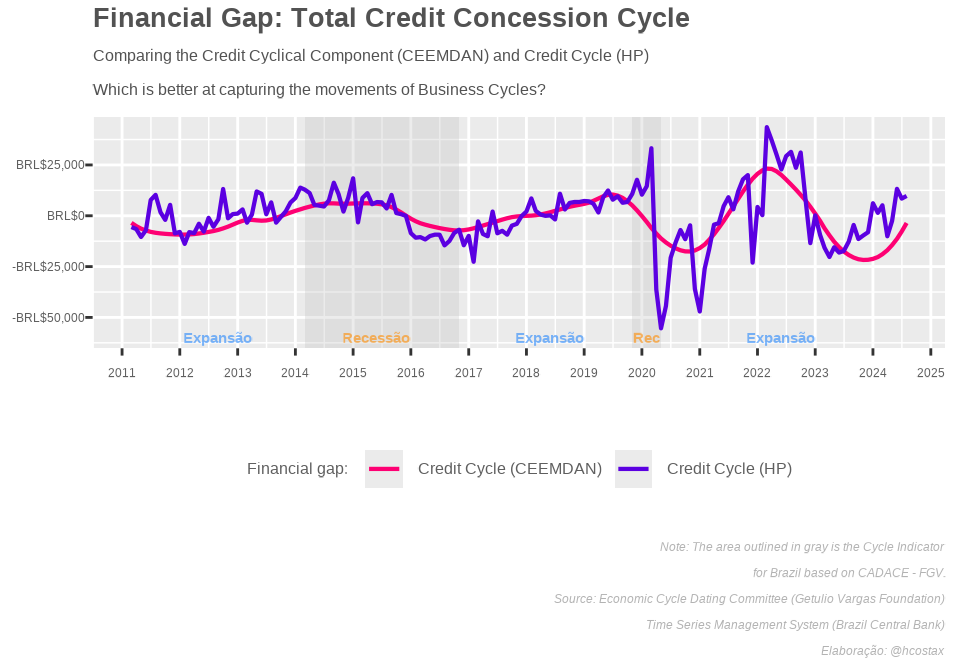 Financial Gap: Total Credit Concession Cycle
Comparing the Credit Cyclical Component (CEEMDAN) and Credit Cycle (HP)
Which is better at capturing the movements of Business Cycles?
BRL$25,000
BRL$0
-BRL$25,000
-BRL$50,000
Expansão Recessão Expansão Rec Expansão
2011 2012 2013 2014 2015 2016 2017 2018 2019 2020 2021 2022 2023 2024 2025
Financial gap: Credit Cycle (CEEMDAN) Credit Cycle (HP)
Note: The area outlined in gray is the Cycle Indicator
for Brazil based on CADACE - FGV.
Source: Economic Cycle Dating Committee (Getulio Vargas Foundation)
Time Series Management System (Brazil Central Bank)
Elaboração: @hcostax